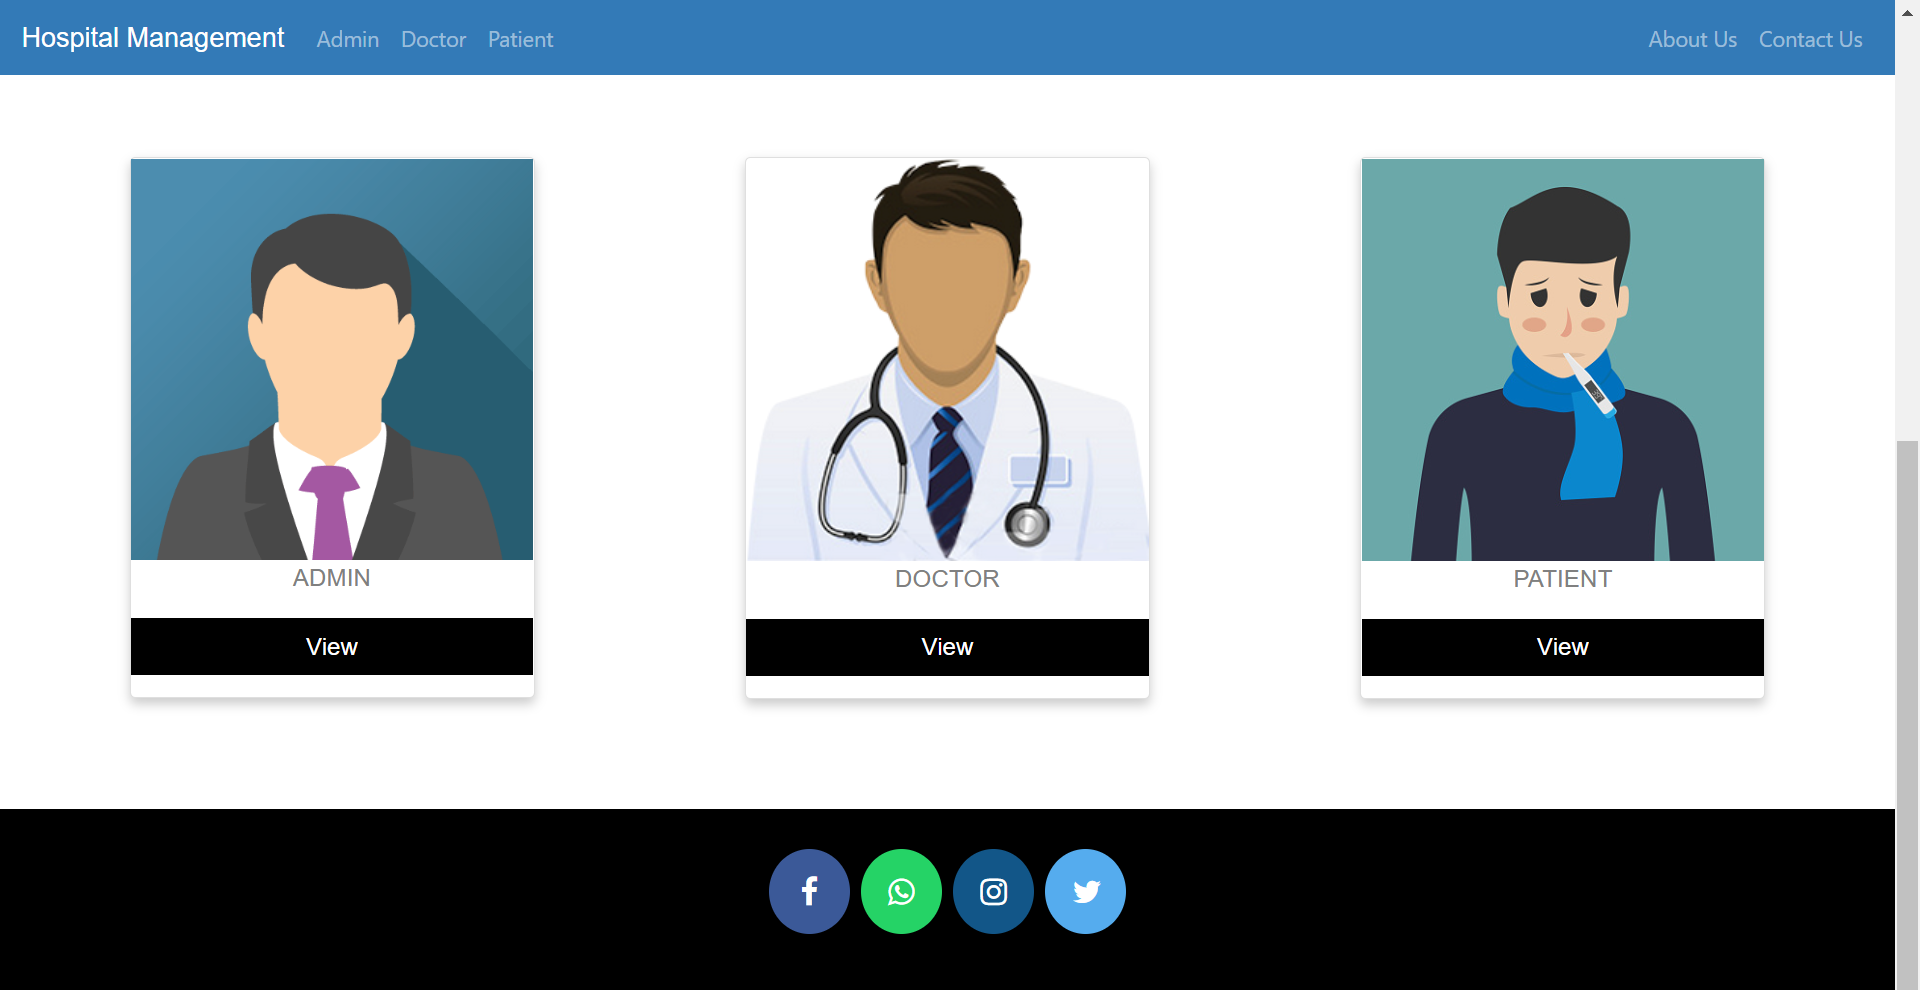 Hospital Management Admin Doctor Patient About Us Contact Us
ADMIN DOCTOR PATIENT
View View View